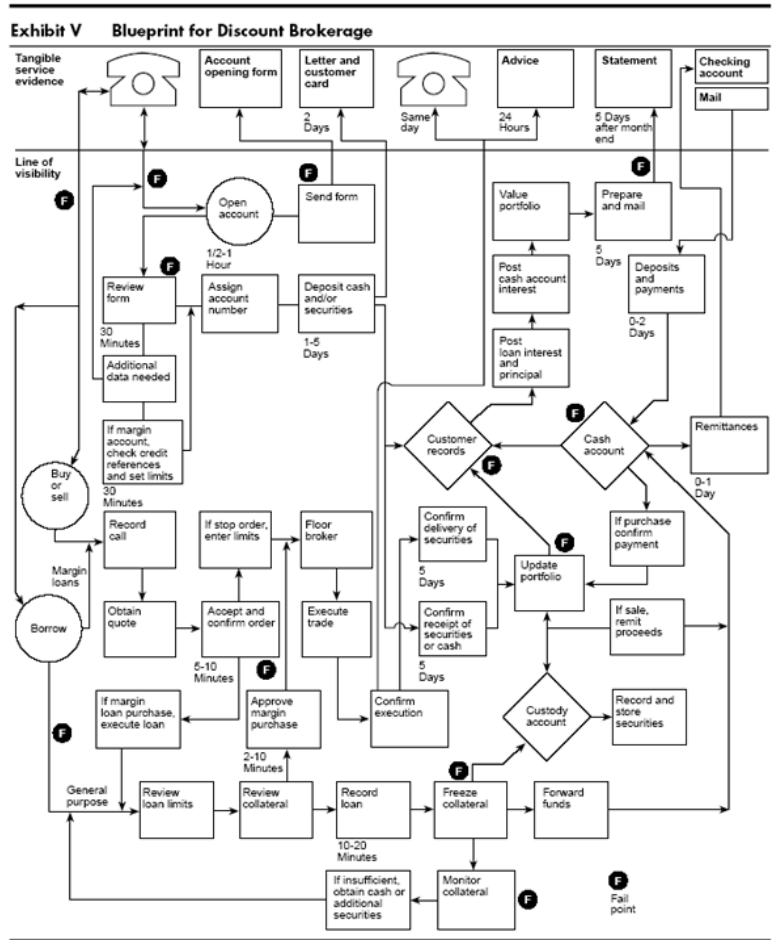 Exhibit V Blueprint for Discount Brokerage
Tangible
service
evidence
Account
opening form
Letter and
customer
card
Advice
Statement
Checking
account
Mail
2
Days
Same
day
24
Hours
5 Days
after month
end
Line of
visibility
F
F
F
F
Open
account
Send form
Value
portfolio
Prepare
and mail
1/2-1
Hour
5
Days
F
Review
form
Assign
account
number
Deposit cash
and/or
securities
Post
cash account
interest
Deposits
and
payments
30
Minutes
1-5
Days
0-2
Days
Additional
data needed
Post
loan interest
and
principal
If margin
account,
check credit
references
and set limits
30
Minutes
Customer
records
F
F
Cash
account
Remittances
0-1
Day
Buy
or
sell
Record
call
If stop order,
enter limits
Floor
broker
Confirm
delivery of
securities
5
Days
If purchase
confirm
payment
F
Update
portfolio
Margin
loans
Borrow
Obtain
quote
Accept and
confirm order
5-10
Minutes
Execute
trade
Confirm
receipt of
securities
or cash
5
Days
If sale,
remit
proceeds
F
F
If margin
loan purchase,
execute loan
Approve
margin
purchase
2-10
Minutes
Confirm
execution
Custody
account
Record and
store
securities
General
purpose
Review
loan limits
Review
collateral
Record
loan
10-20
Minutes
F
Freeze
collateral
Forward
funds
If insufficient,
obtain cash or
additional
securities
Monitor
collateral
F
F
Fail
point